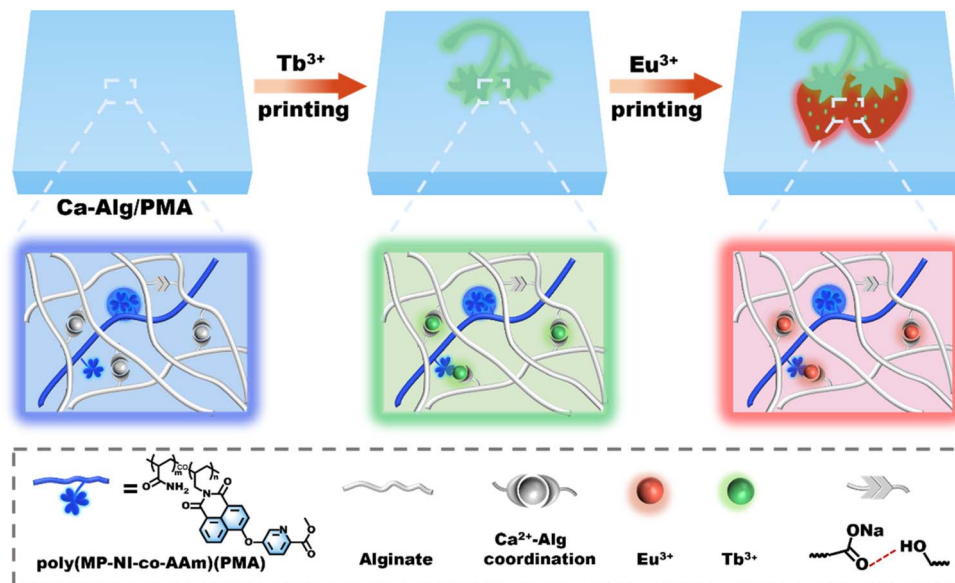 Tb³⁺
printing
Eu³⁺
printing
Ca-Alg/PMA
m
CO
n
O
NH₂
O
N
O
O
N
O
O
=
poly(MP-NI-co-AAm)(PMA)
Alginate
Ca²⁺-Alg
coordination
Eu³⁺
Tb³⁺
ONa
HO
O